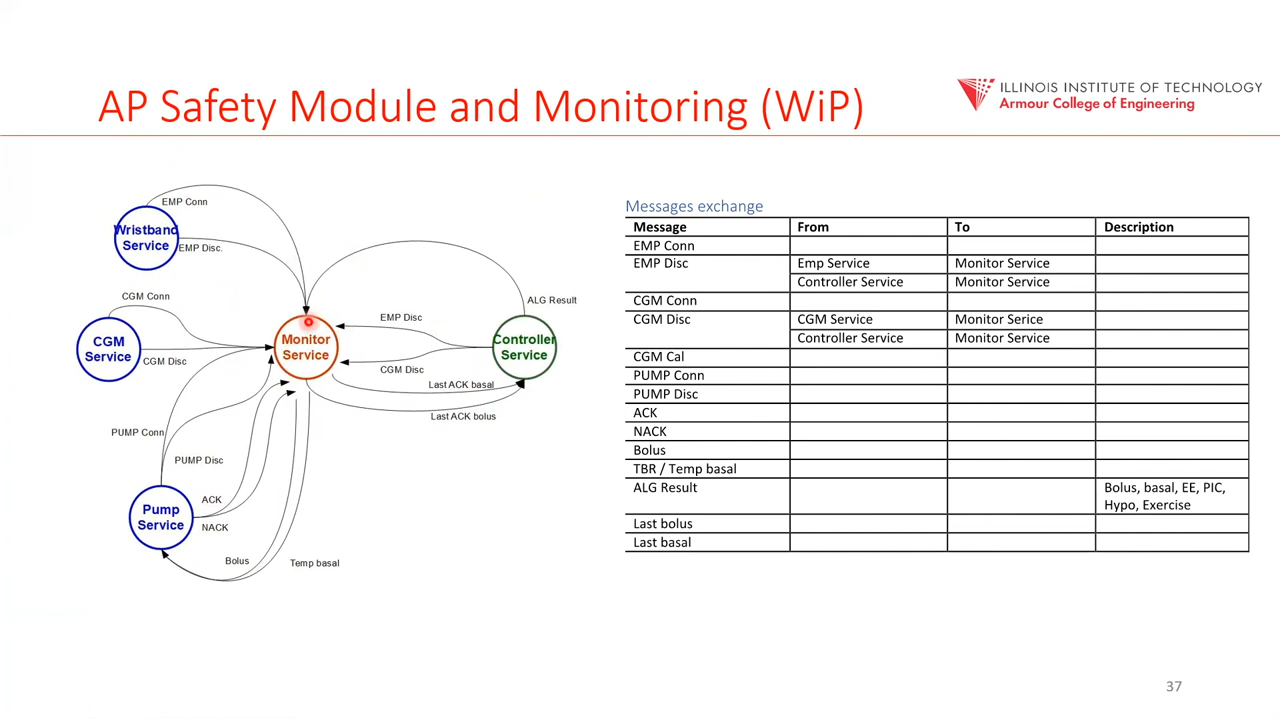 AP Safety Module and Monitoring (WiP)
ILLINOIS INSTITUTE OF TECHNOLOGY
Armour College of Engineering
EMP Conn
Wristband
Service
EMP Disc.
CGM Conn
CGM
Service
CGM Disc
PUMP Conn
PUMP Disc
Pump
Service
ACK
NACK
Bolus
Temp basal
Monitor
Service
EMP Disc
CGM Disc
ALG Result
Controller
Service
Last ACK basal
Last ACK bolus
Messages exchange
Message From To Description
EMP Conn
EMP Disc Emp Service Monitor Service
Controller Service Monitor Service
CGM Conn
CGM Disc CGM Service Monitor Serice
Controller Service Monitor Service
CGM Cal
PUMP Conn
PUMP Disc
ACK
NACK
Bolus
TBR / Temp basal
ALG Result Bolus, basal, EE, PIC,
Hypo, Exercise
Last bolus
Last basal
37